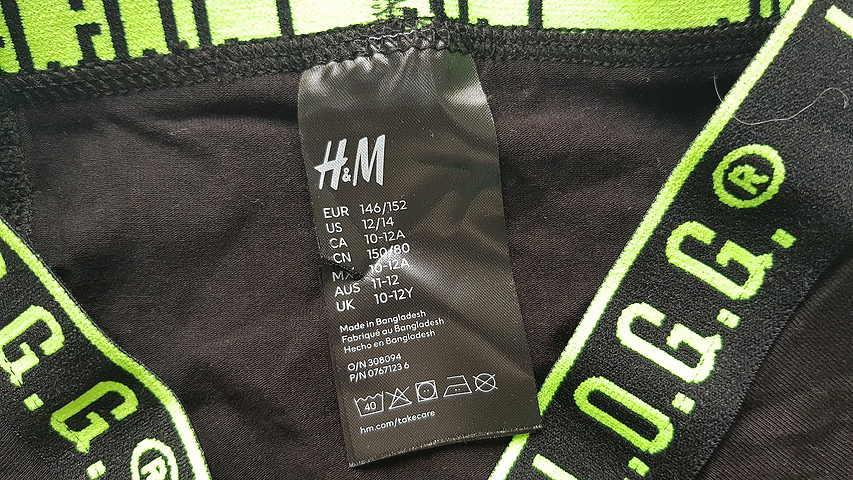 H&M
EUR 146/152
US 12/14
CA 10-12A
CN 150/80
MX 10-12A
AUS 11-12
UK 10-12Y
Made in Bangladesh
Fabriqué au Bangladesh
Hecho en Bangladesh
O/N 308094
P/N 0767123 6
40
hm.com/takecare
G.G.®
.O.G.G.®